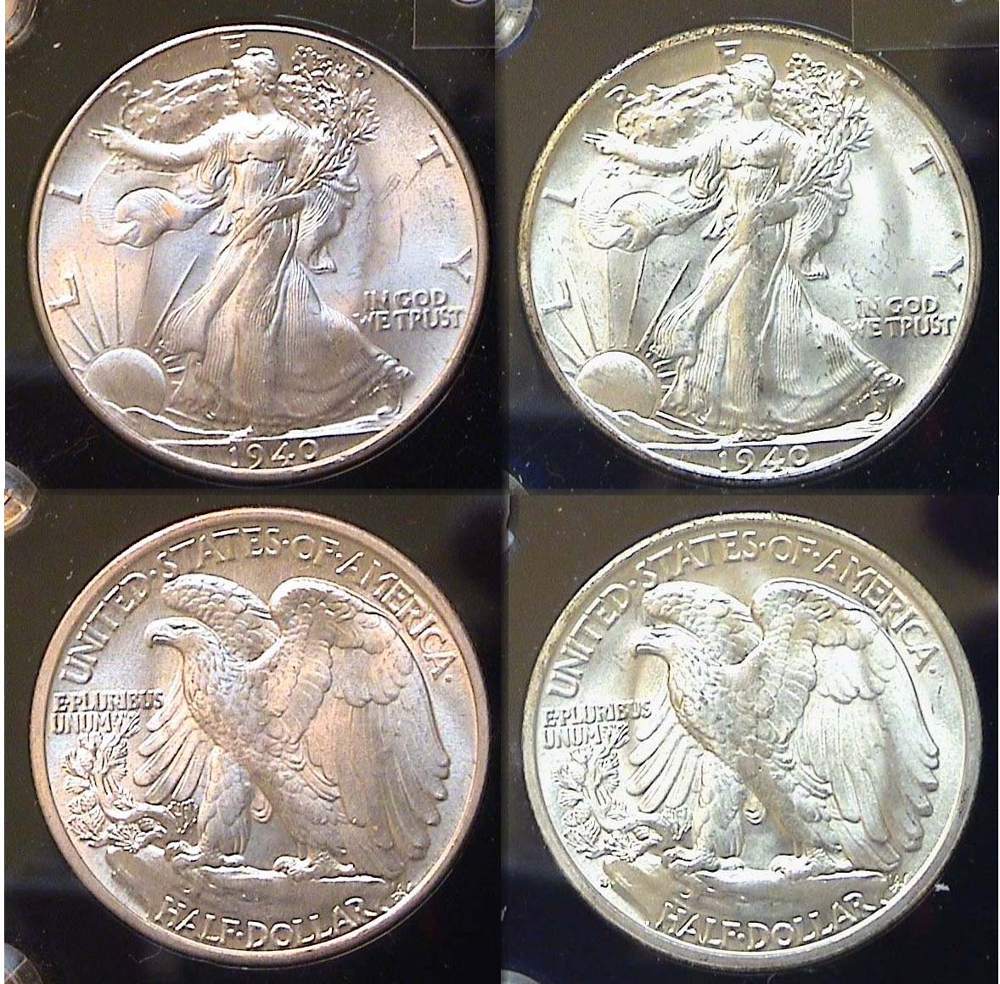 LIBERTY
IN GOD
WE TRUST
1940
LIBERTY
IN GOD
WE TRUST
1940
UNITED·STATES·OF·AMERICA·
E·PLURIBUS
UNUM
HALF·DOLLAR
UNITED·STATES·OF·AMERICA·
E·PLURIBUS
UNUM
S
HALF·DOLLAR